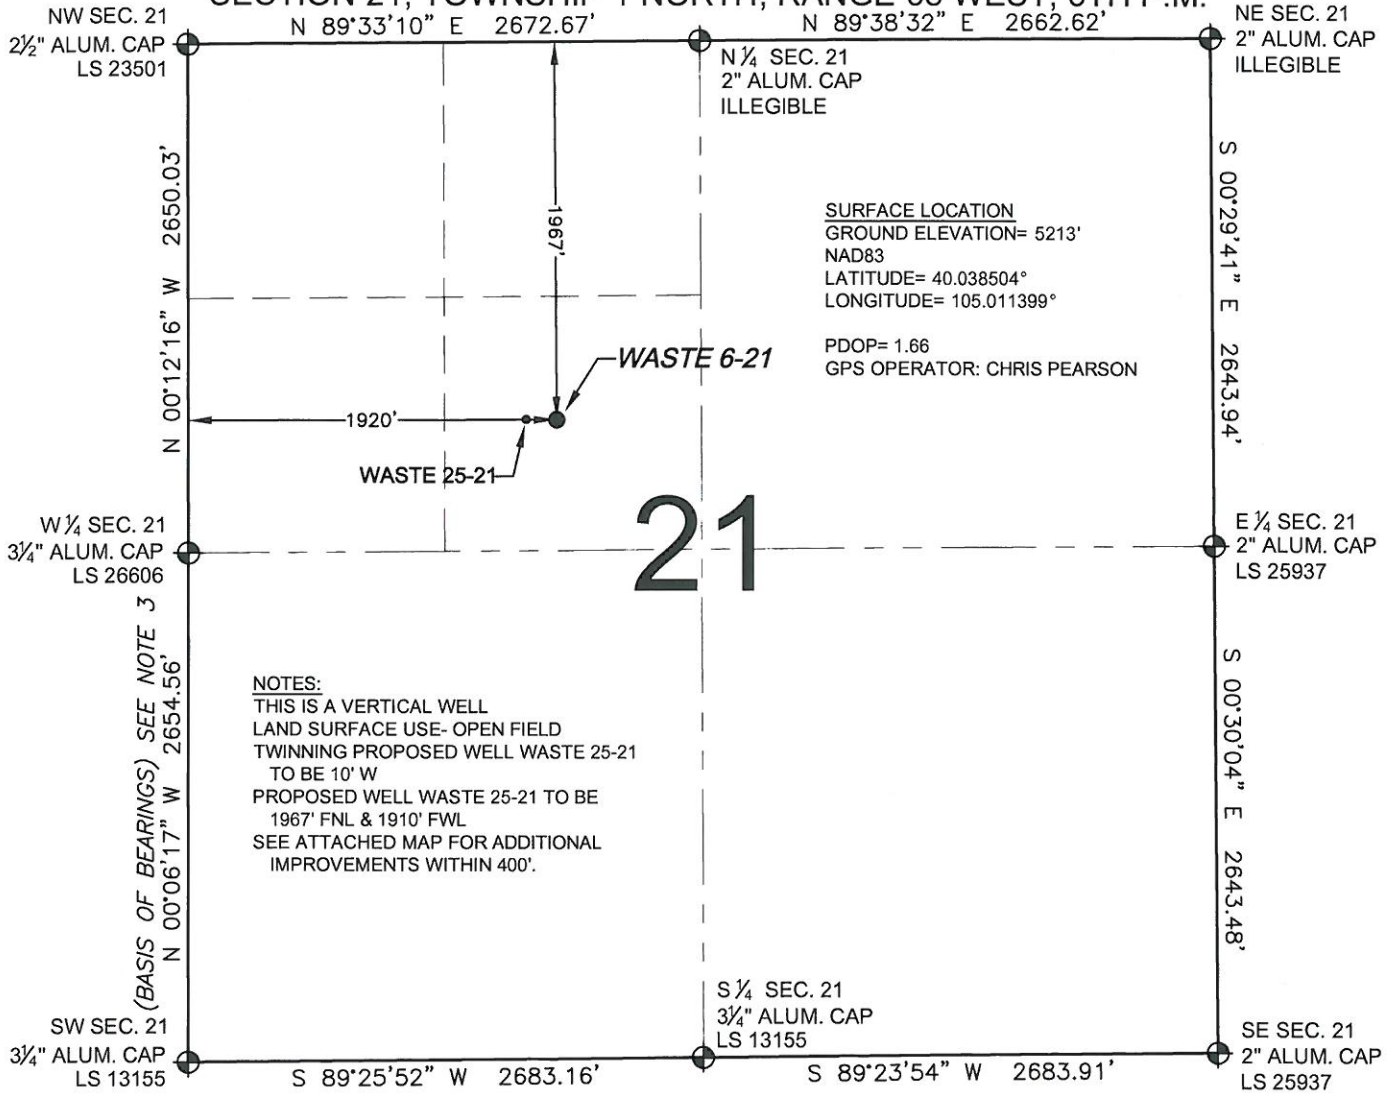 SECTION 21, TOWNSHIP 1 NORTH, RANGE 68 WEST, 6TH P.M.
N 89°33'10" E 2672.67'
N 89°38'32" E 2662.62'
NW SEC. 21
2½" ALUM. CAP
LS 23501
N ¼ SEC. 21
2" ALUM. CAP
ILLEGIBLE
NE SEC. 21
2" ALUM. CAP
ILLEGIBLE
N 00°12'16" W 2650.03'
1967'
SURFACE LOCATION
GROUND ELEVATION= 5213'
NAD83
LATITUDE= 40.038504°
LONGITUDE= 105.011399°
PDOP= 1.66
GPS OPERATOR: CHRIS PEARSON
S 00°29'41" E 2643.94'
WASTE 6-21
1920'
WASTE 25-21
W ¼ SEC. 21
3¼" ALUM. CAP
LS 26606
21
E ¼ SEC. 21
2" ALUM. CAP
LS 25937
(BASIS OF BEARINGS) SEE NOTE 3
N 00°06'17" W 2654.56'
NOTES:
THIS IS A VERTICAL WELL
LAND SURFACE USE- OPEN FIELD
TWINNING PROPOSED WELL WASTE 25-21
TO BE 10' W
PROPOSED WELL WASTE 25-21 TO BE
1967' FNL & 1910' FWL
SEE ATTACHED MAP FOR ADDITIONAL
IMPROVEMENTS WITHIN 400'.
S 00°30'04" E 2643.48'
SW SEC. 21
3¼" ALUM. CAP
LS 13155
S ¼ SEC. 21
3¼" ALUM. CAP
LS 13155
SE SEC. 21
2" ALUM. CAP
LS 25937
S 89°25'52" W 2683.16'
S 89°23'54" W 2683.91'